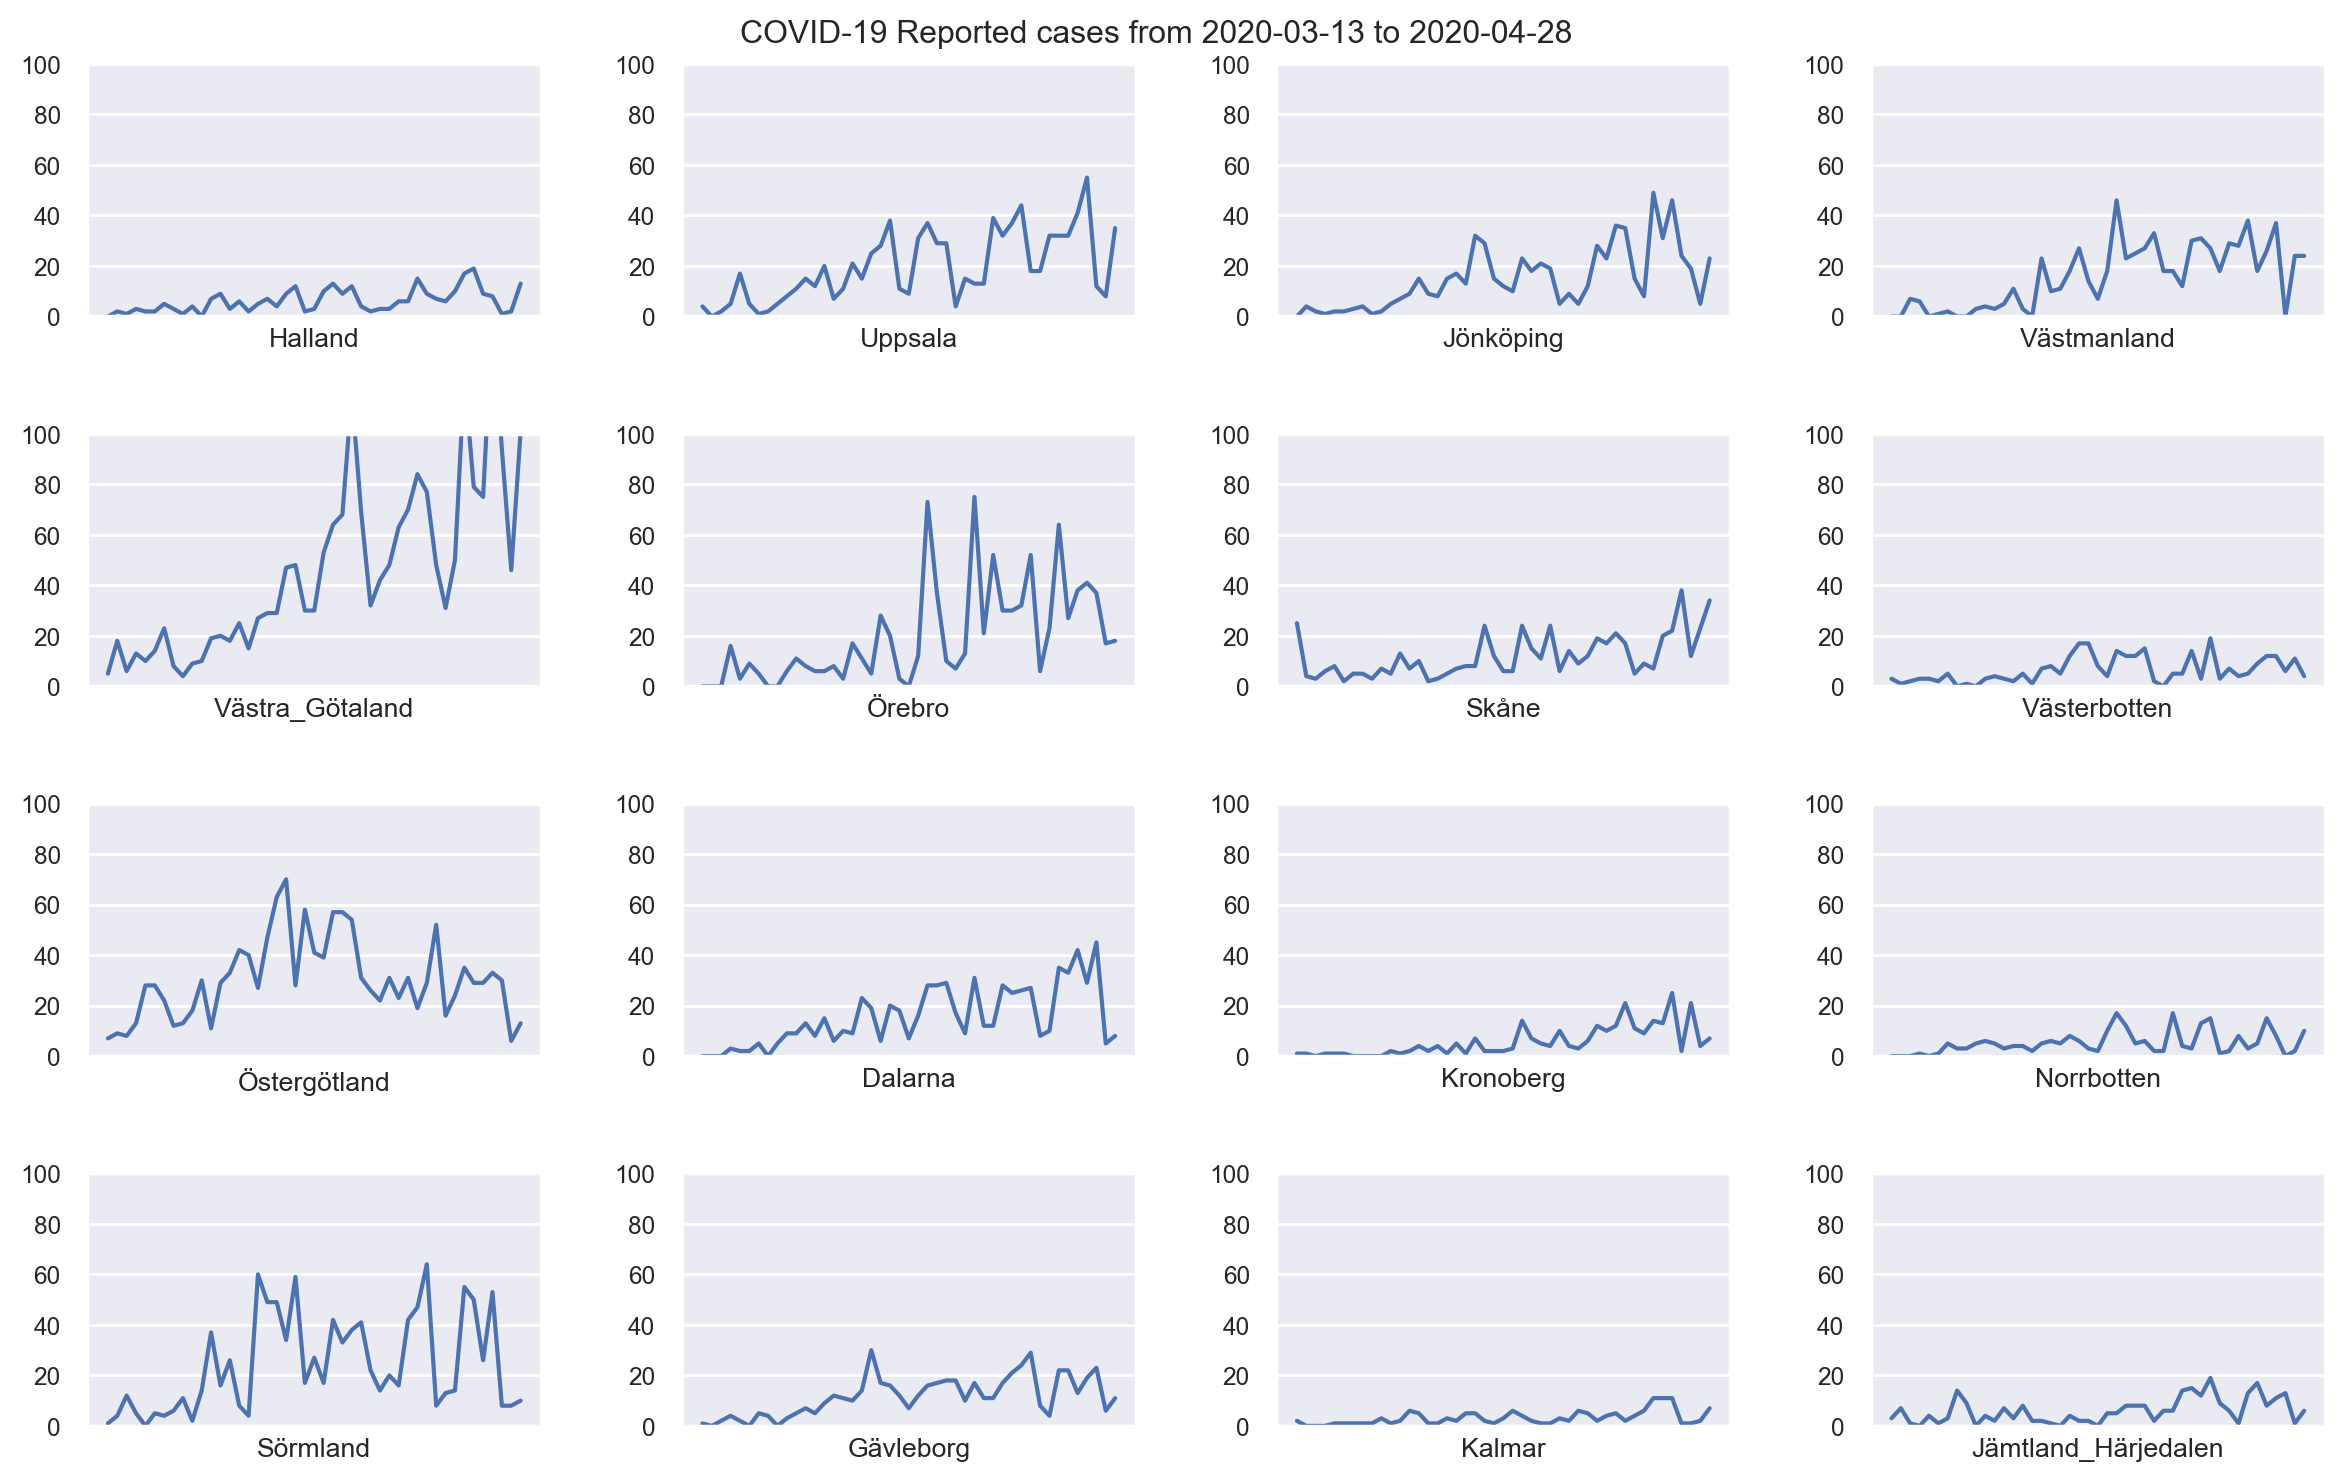 COVID-19 Reported cases from 2020-03-13 to 2020-04-28
100 100 100 100
80 80 80 80
60 60 60 60
40 40 40 40
20 20 20 20
0 0 0 0
Halland Uppsala Jönköping Västmanland
100 100 100 100
80 80 80 80
60 60 60 60
40 40 40 40
20 20 20 20
0 0 0 0
Västra_Götaland Örebro Skåne Västerbotten
100 100 100 100
80 80 80 80
60 60 60 60
40 40 40 40
20 20 20 20
0 0 0 0
Östergötland Dalarna Kronoberg Norrbotten
100 100 100 100
80 80 80 80
60 60 60 60
40 40 40 40
20 20 20 20
0 0 0 0
Sörmland Gävleborg Kalmar Jämtland_Härjedalen